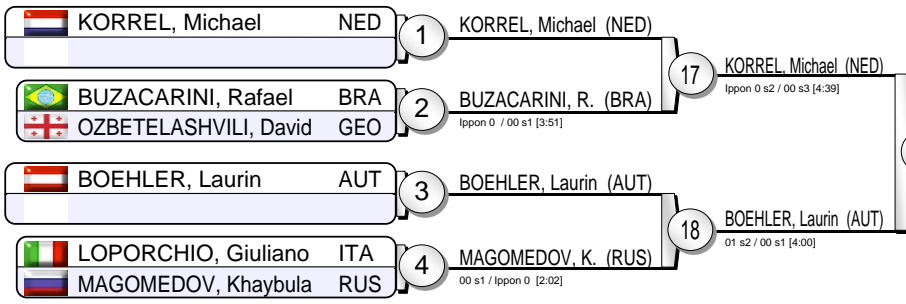 KORREL, Michael NED
1
BUZACARINI, Rafael BRA
OZBETELASHVILI, David GEO
2
BOEHLER, Laurin AUT
3
LOPORCHIO, Giuliano ITA
MAGOMEDOV, Khaybula RUS
4
KORREL, Michael (NED)
BUZACARINI, R. (BRA)
Ippon 0 / 00 s1 [3:51]
17
BOEHLER, Laurin (AUT)
MAGOMEDOV, K. (RUS)
00 s1 / Ippon 0 [2:02]
18
KORREL, Michael (NED)
Ippon 0 s2 / 00 s3 [4:39]
BOEHLER, Laurin (AUT)
01 s2 / 00 s1 [4:00]